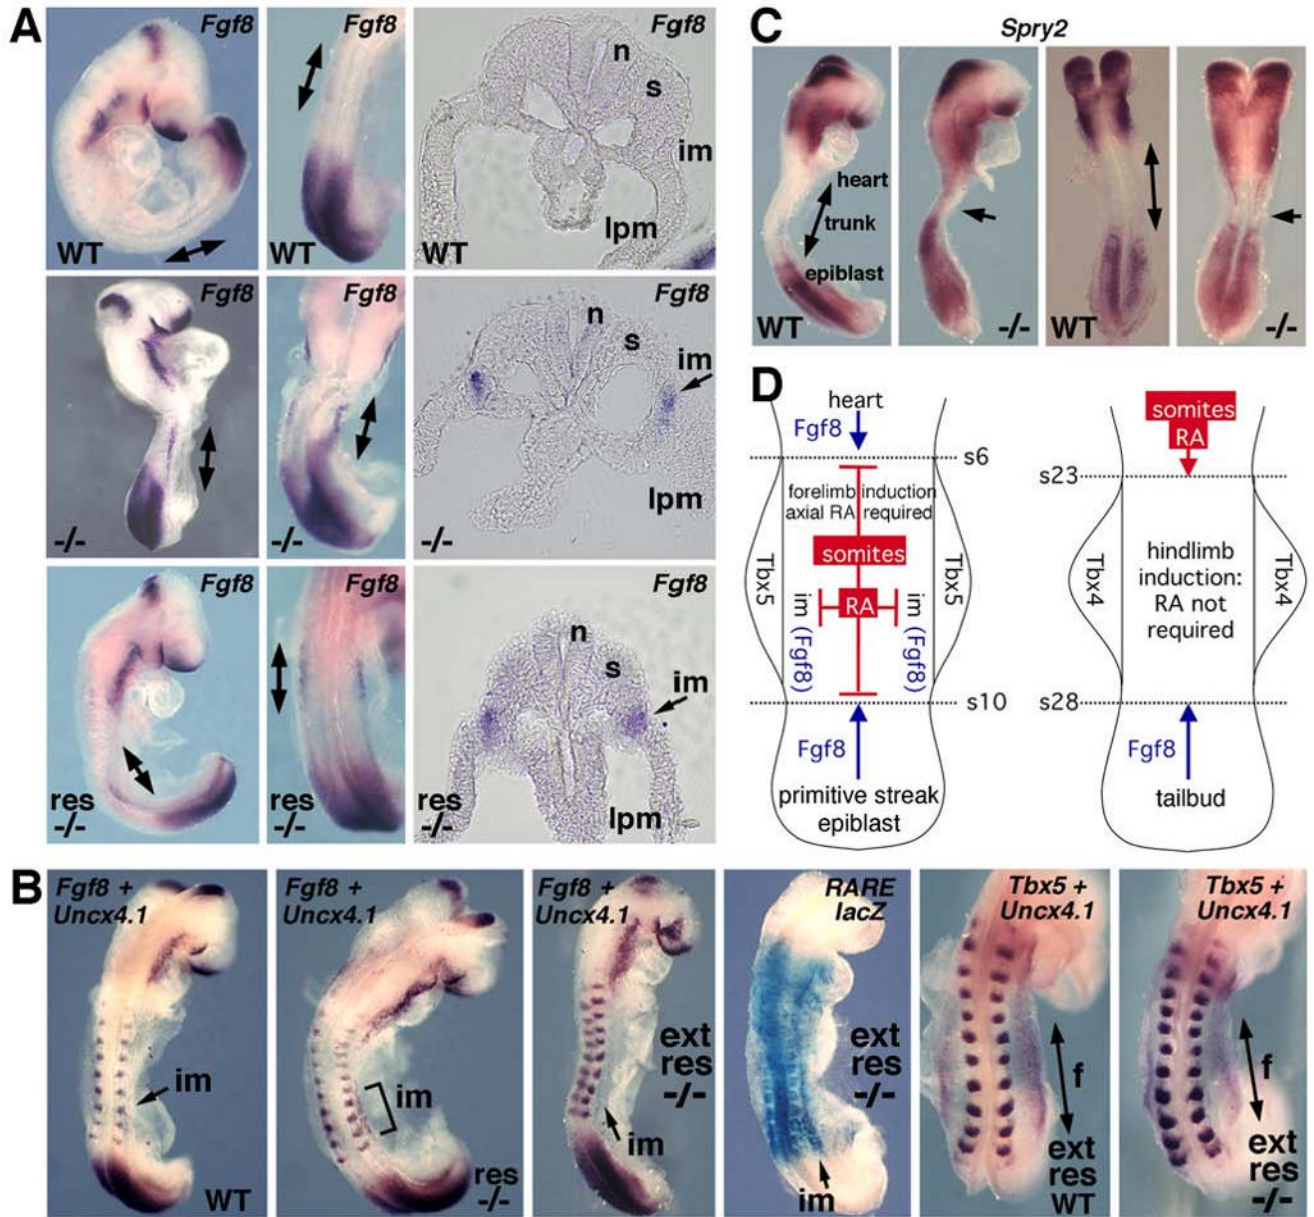 A
Fgf8
WT
Fgf8
Fgf8
n
s
im
lpm
WT
Fgf8
-/-
Fgf8
-/-
Fgf8
n
s
im
lpm
-/-
Fgf8
res
-/-
Fgf8
res
-/-
Fgf8
n
s
im
lpm
res
-/-
C
Spry2
heart
trunk
epiblast
WT
-/-
WT
-/-
D
heart
Fgf8
s6
forelimb induction
axial RA required
somites
RA
Tbx5
Tbx5
im (Fgf8)
im (Fgf8)
s10
Fgf8
primitive streak
epiblast
somites
RA
s23
Tbx4
Tbx4
hindlimb
induction:
RA not
required
s28
Fgf8
tailbud
B
Fgf8 +
Uncx4.1
im
WT
Fgf8 +
Uncx4.1
im
res
-/-
Fgf8 +
Uncx4.1
ext
res
-/-
im
RARE
lacZ
ext
res
-/-
im
Tbx5 +
Uncx4.1
f
ext
res
WT
Tbx5 +
Uncx4.1
f
ext
res
-/-